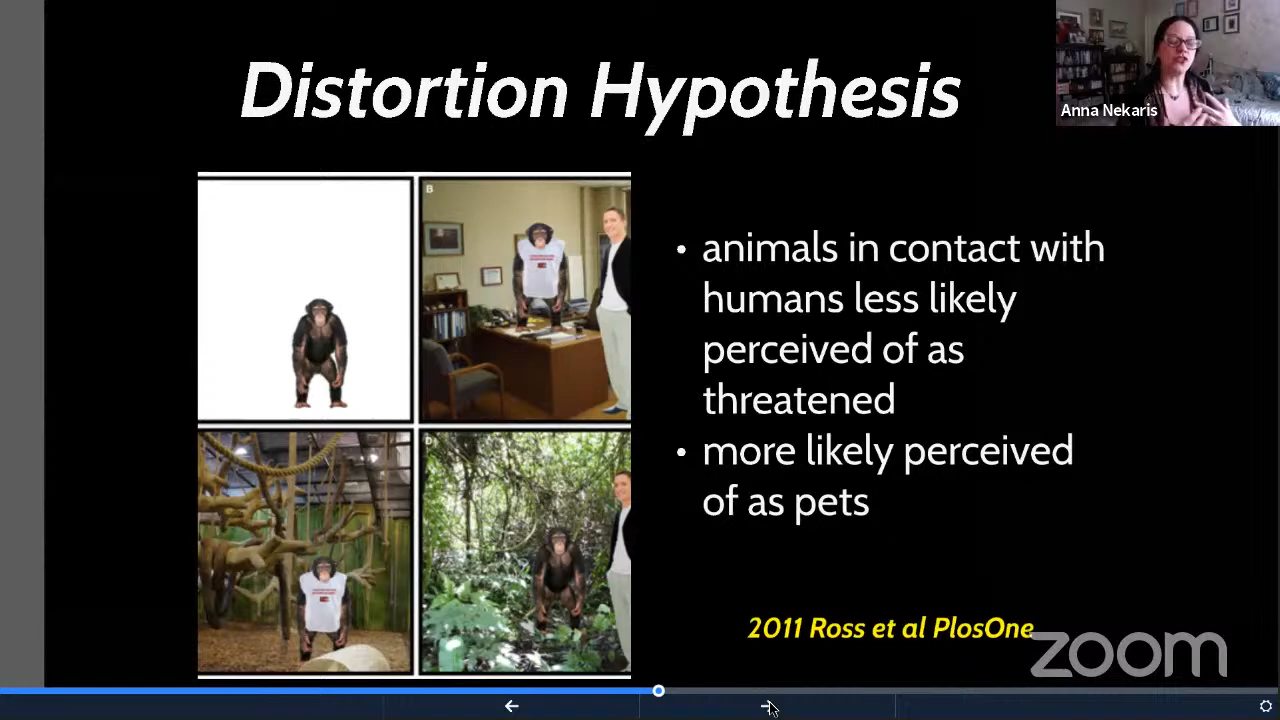 Distortion Hypothesis
Anna Nekaris
B
• animals in contact with
humans less likely
perceived of as
threatened
• more likely perceived
of as pets
D
2011 Ross et al PlosOne
zoom